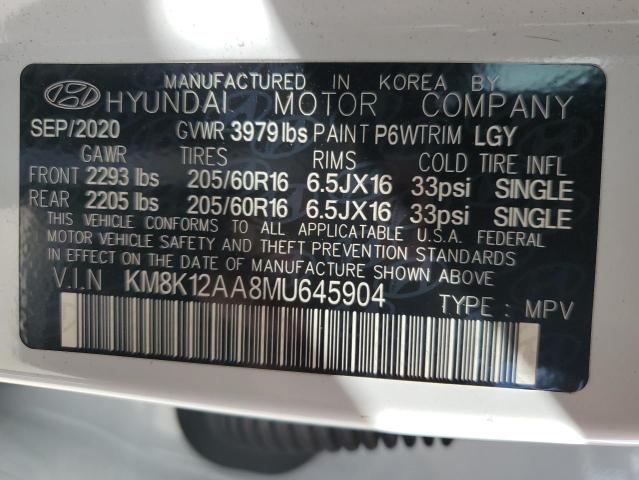 MANUFACTURED IN KOREA BY
HYUNDAI MOTOR COMPANY
SEP/2020 GVWR 3979lbs PAINT P6W TRIM LGY
GAWR TIRES RIMS COLD TIRE INFL
FRONT 2293 lbs 205/60R16 6.5JX16 33psi SINGLE
REAR 2205 lbs 205/60R16 6.5JX16 33psi SINGLE
THIS VEHICLE CONFORMS TO ALL APPLICABLE U.S.A. FEDERAL
MOTOR VEHICLE SAFETY AND THEFT PREVENTION STANDARDS
IN EFFECT ON THE DATE OF MANUFACTURE SHOWN ABOVE
V.I.N KM8K12AA8MU645904 TYPE : MPV